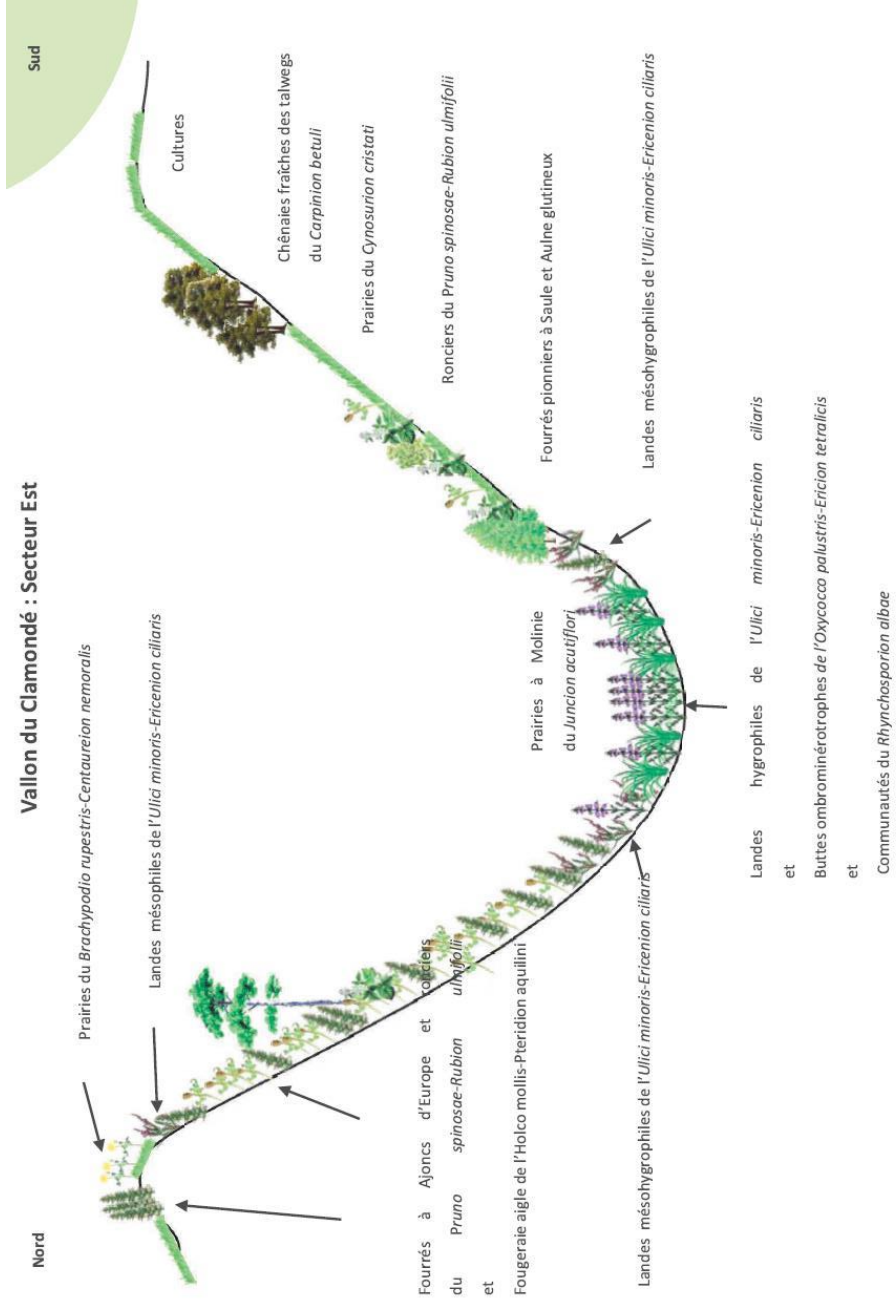 Vallon du Clamondé : Secteur Est
Nord
Sud
Prairies du Brachypodio rupestris-Centaureion nemoralis
Landes mésophiles de l'Ulici minoris-Ericenion ciliaris
Cultures
Chênaies fraîches des talwegs
du Carpinion betuli
Prairies du Cynosurion cristati
Ronciers du Pruno spinosae-Rubion ulmifolii
Fourrés pionniers à Saule et Aulne glutineux
Landes mésohygrophiles de l'Ulici minoris-Ericenion ciliaris
Prairies à Molinie
du Juncion acutiflori
Fourrés à Ajoncs d'Europe et ronciers
du Pruno spinosae-Rubion ulmifolii
et
Fougeraie aigle de l'Holco mollis-Pteridion aquilini
Landes mésohygrophiles de l'Ulici minoris-Ericenion ciliaris
Landes hygrophiles de l'Ulici minoris-Ericenion ciliaris
et
Buttes ombrominérotrophes de l'Oxycocco palustris-Ericion tetralicis
et
Communautés du Rhynchosporion albae